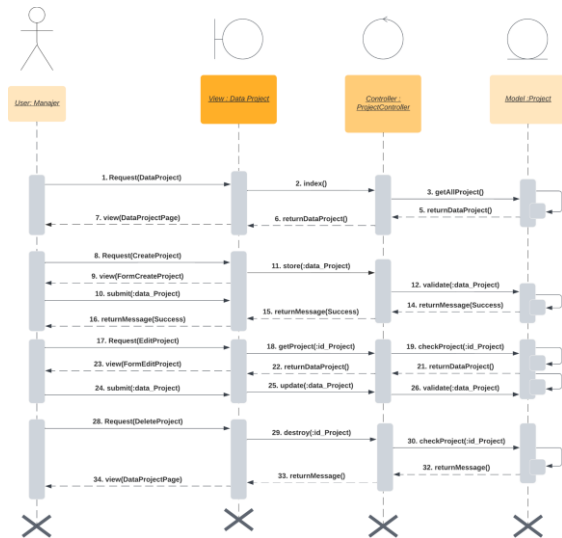 User: Manajer
View : Data Project
Controller :
ProjectController
Model :Project
1. Request(DataProject)
2. index()
3. getAllProject()
5. returnDataProject()
6. returnDataProject()
7. view(DataProjectPage)
8. Request(CreateProject)
9. view(FormCreateProject)
10. submit(:data_Project)
11. store(:data_Project)
12. validate(:data_Project)
14. returnMessage(Success)
15. returnMessage(Success)
16. returnMessage(Success)
17. Request(EditProject)
18. getProject(:id_Project)
19. checkProject(:id_Project)
21. returnDataProject()
22. returnDataProject()
23. view(FormEditProject)
24. submit(:data_Project)
25. update(:data_Project)
26. validate(:data_Project)
28. Request(DeleteProject)
29. destroy(:id_Project)
30. checkProject(:id_Project)
32. returnMessage()
33. returnMessage()
34. view(DataProjectPage)